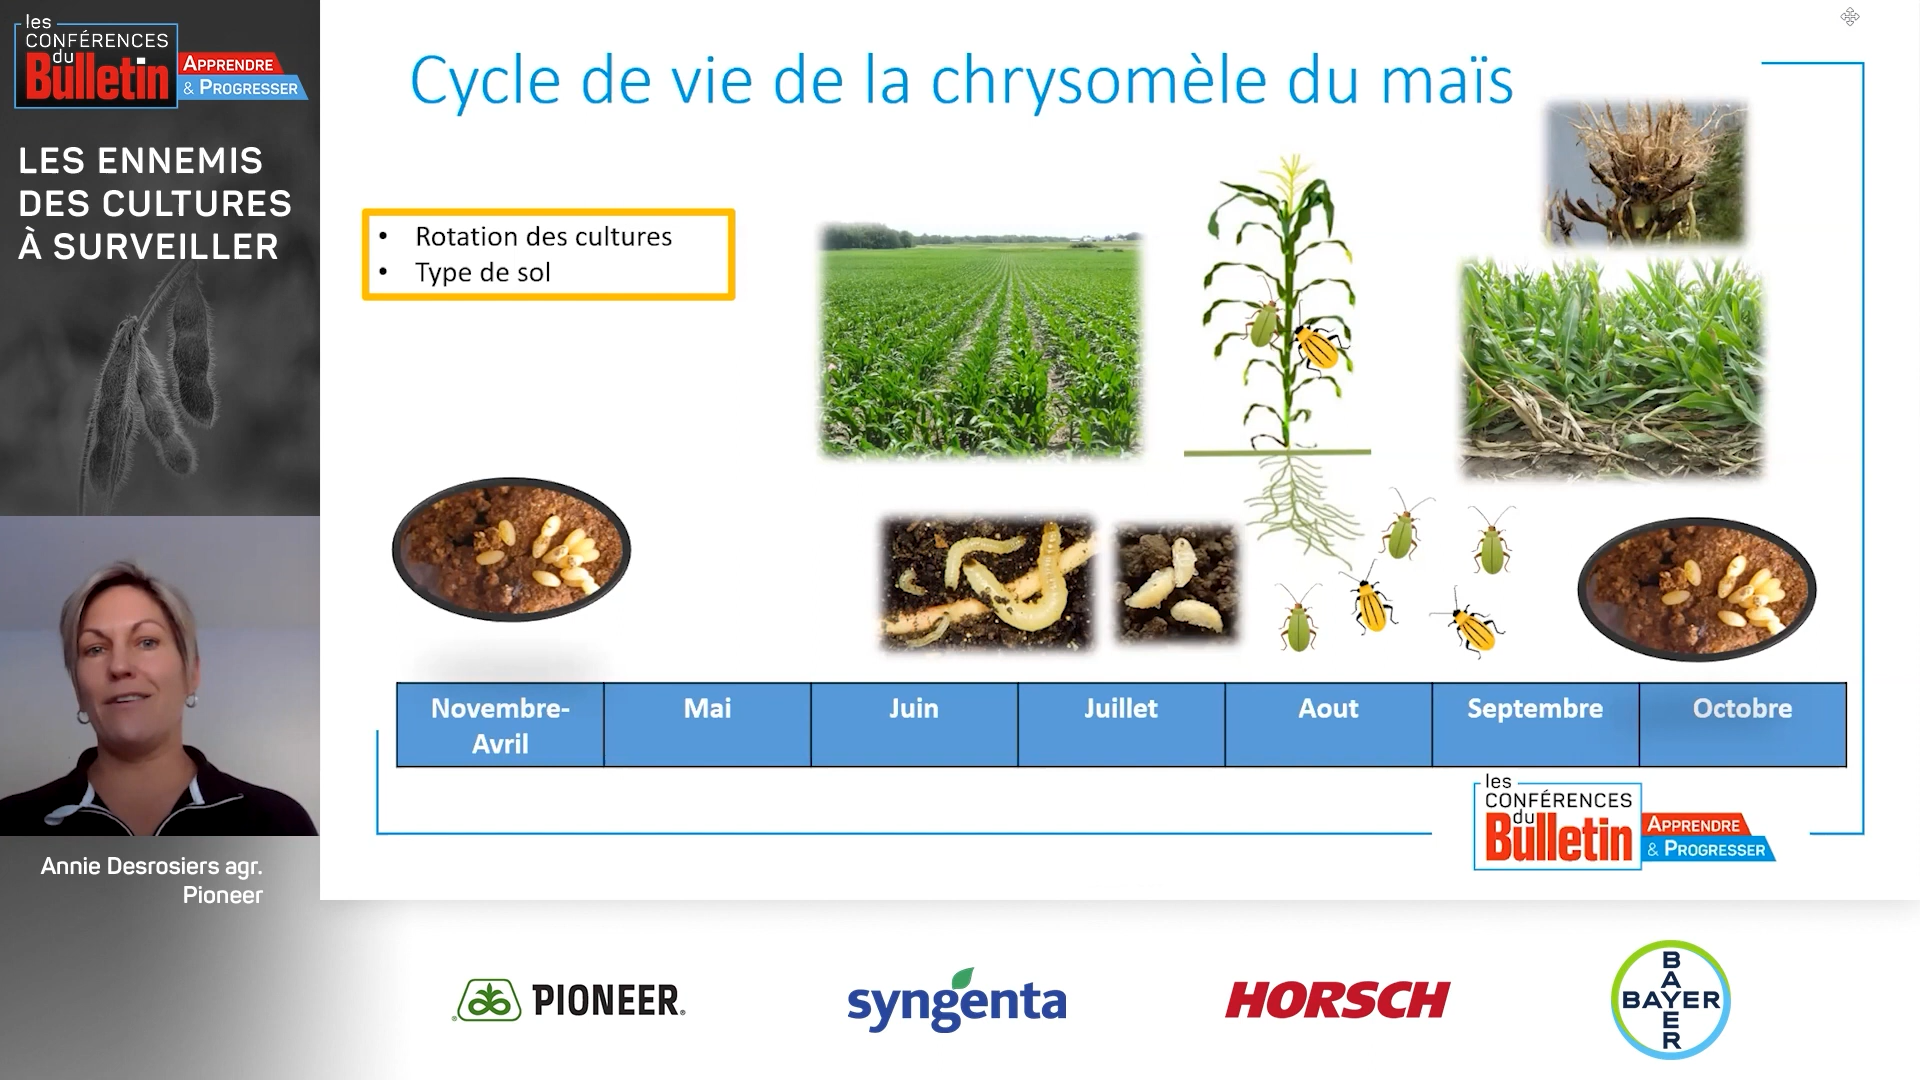 les
CONFÉRENCES
du
Bulletin
APPRENDRE
& PROGRESSER
LES ENNEMIS
DES CULTURES
À SURVEILLER
Annie Desrosiers agr.
Pioneer
Cycle de vie de la chrysomèle du maïs
• Rotation des cultures
• Type de sol
Novembre-
Avril
Mai
Juin
Juillet
Aout
Septembre
Octobre
les
CONFÉRENCES
du
Bulletin
APPRENDRE
& PROGRESSER
PIONEER
syngenta
HORSCH
BAYER
BAYER